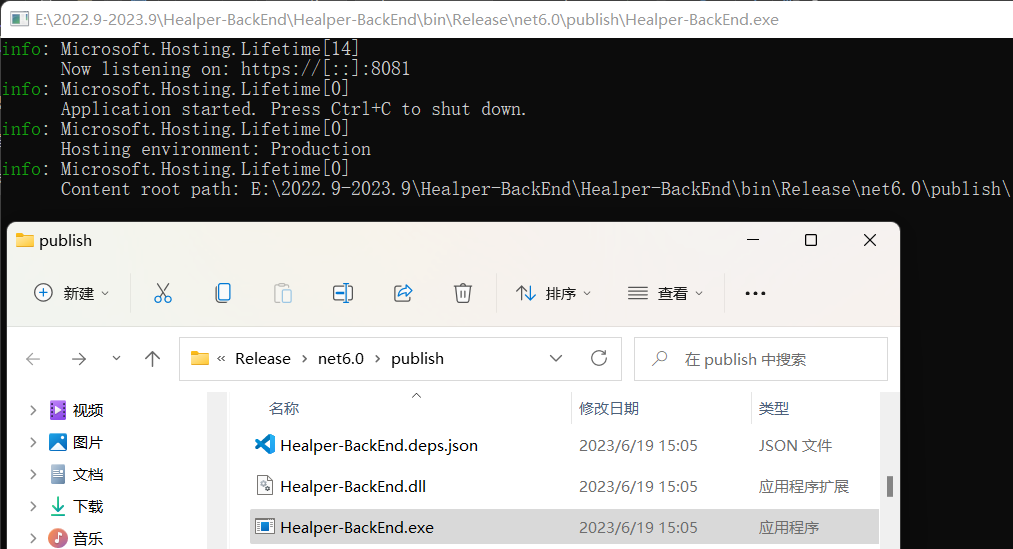 E:\2022.9-2023.9\Healper-BackEnd\Healper-BackEnd\bin\Release\net6.0\publish\Healper-BackEnd.exe
info: Microsoft.Hosting.Lifetime[14]
Now listening on: https://[::]:8081
info: Microsoft.Hosting.Lifetime[0]
Application started. Press Ctrl+C to shut down.
info: Microsoft.Hosting.Lifetime[0]
Hosting environment: Production
info: Microsoft.Hosting.Lifetime[0]
Content root path: E:\2022.9-2023.9\Healper-BackEnd\Healper-BackEnd\bin\Release\net6.0\publish\
publish
新建 排序 查看
« Release > net6.0 > publish 在 publish 中搜索
名称 修改日期 类型
视频
图片
文档
下载
音乐
Healper-BackEnd.deps.json 2023/6/19 15:05 JSON 文件
Healper-BackEnd.dll 2023/6/19 15:05 应用程序扩展
Healper-BackEnd.exe 2023/6/19 15:05 应用程序